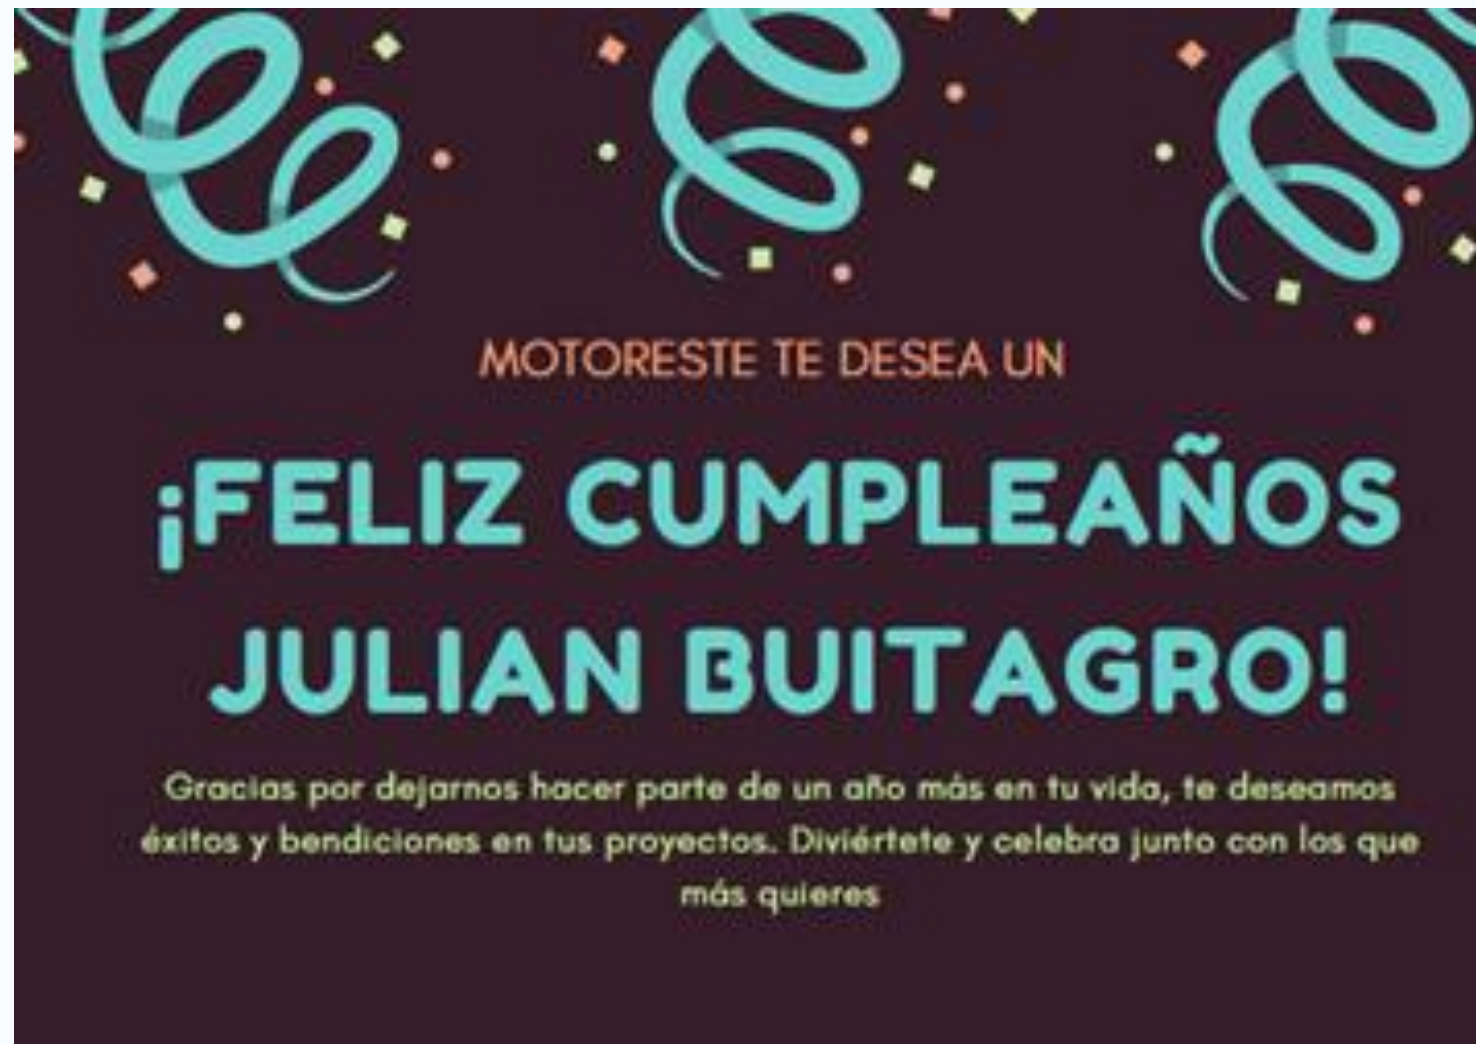 MOTORESTE TE DESEA UN
¡FELIZ CUMPLEAÑOS
JULIAN BUITAGRO!
Gracias por dejarnos hacer parte de un año más en tu vida, te deseamos
éxitos y bendiciones en tus proyectos. Diviértete y celebra junto con los que
más quieres